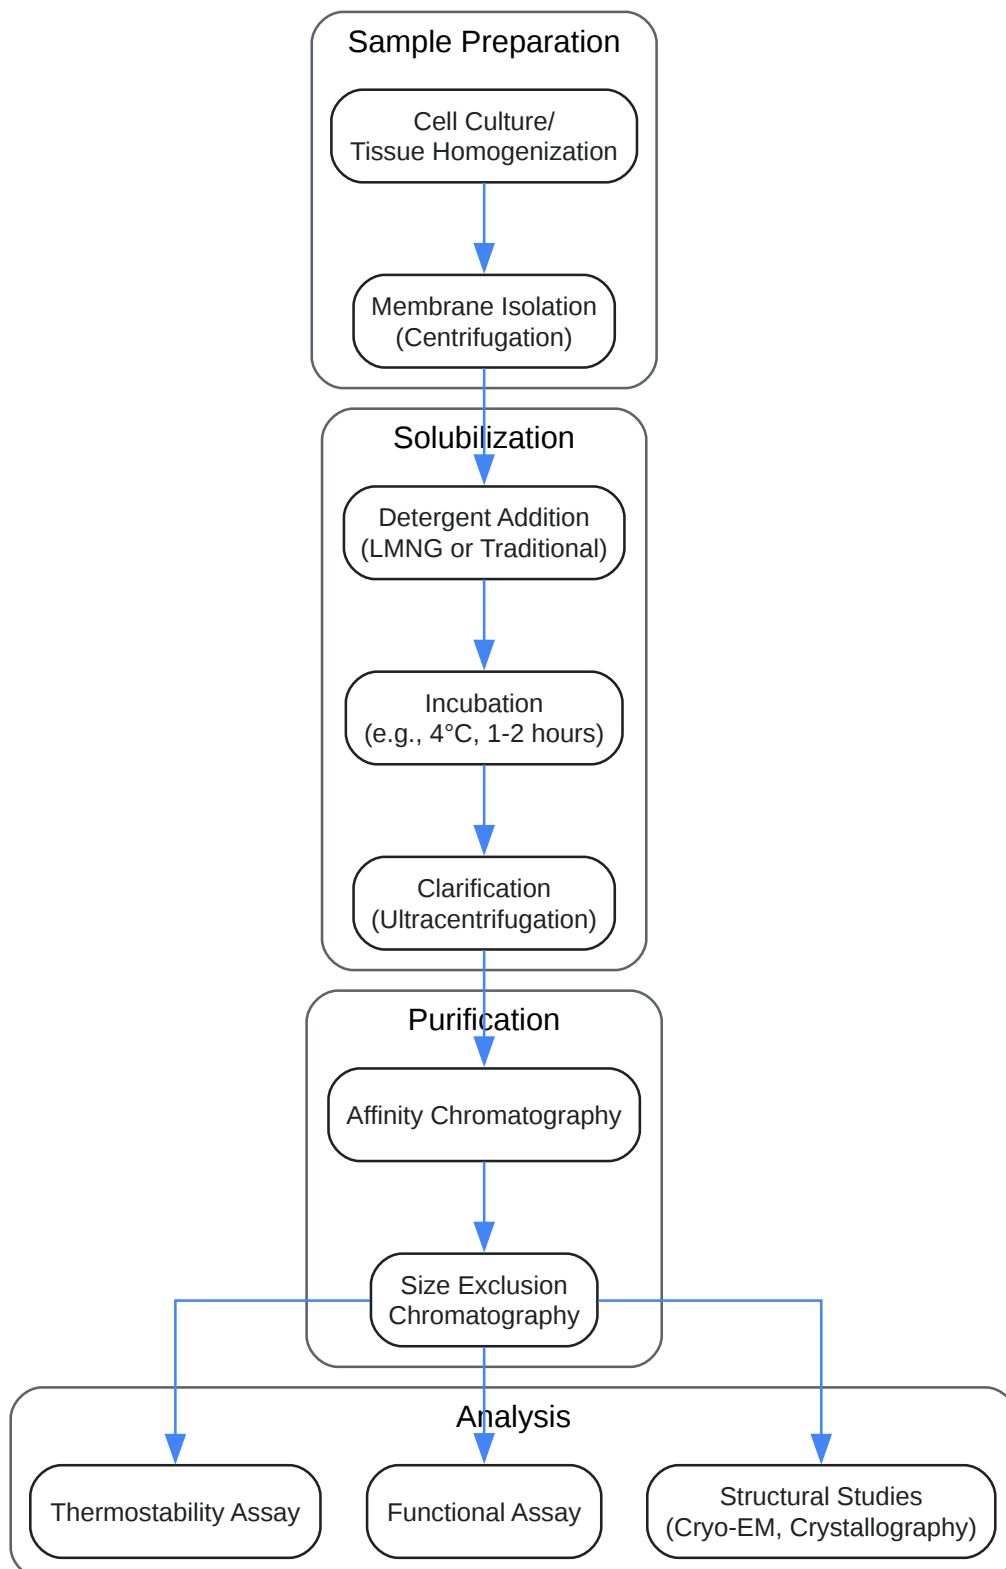 Sample Preparation
Cell Culture/
Tissue Homogenization
Membrane Isolation
(Centrifugation)
Solubilization
Detergent Addition
(LMNG or Traditional)
Incubation
(e.g., 4°C, 1-2 hours)
Clarification
(Ultracentrifugation)
Purification
Affinity Chromatography
Size Exclusion
Chromatography
Analysis
Thermostability Assay
Functional Assay
Structural Studies
(Cryo-EM, Crystallography)